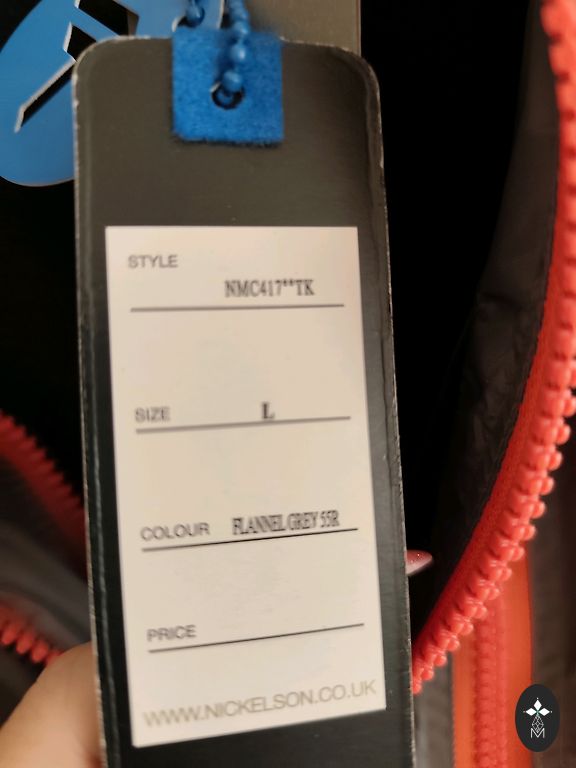 STYLE
NMC417**TK
SIZE L
COLOUR FLANNEL GREY 55R
PRICE
WWW.NICKELSON.CO.UK